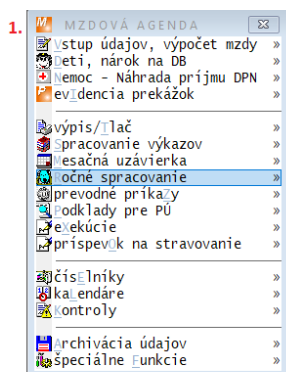 1. MZDOVÁ AGENDA
Vstup údajov, výpočet mzdy »
Deti, nárok na DB »
Nemoc - Náhrada príjmu DPN »
evIdencia prekážok »
výpis/Tlač »
Spracovanie výkazov »
Mesačná uzávierka »
Ročné spracovanie »
prevodné príkaZy »
Podklady pre PÚ »
eXekúcie »
príspevOk na stravovanie »
čísElníky »
kaLendáre »
Kontroly »
Archivácia údajov »
špeciálne Funkcie »